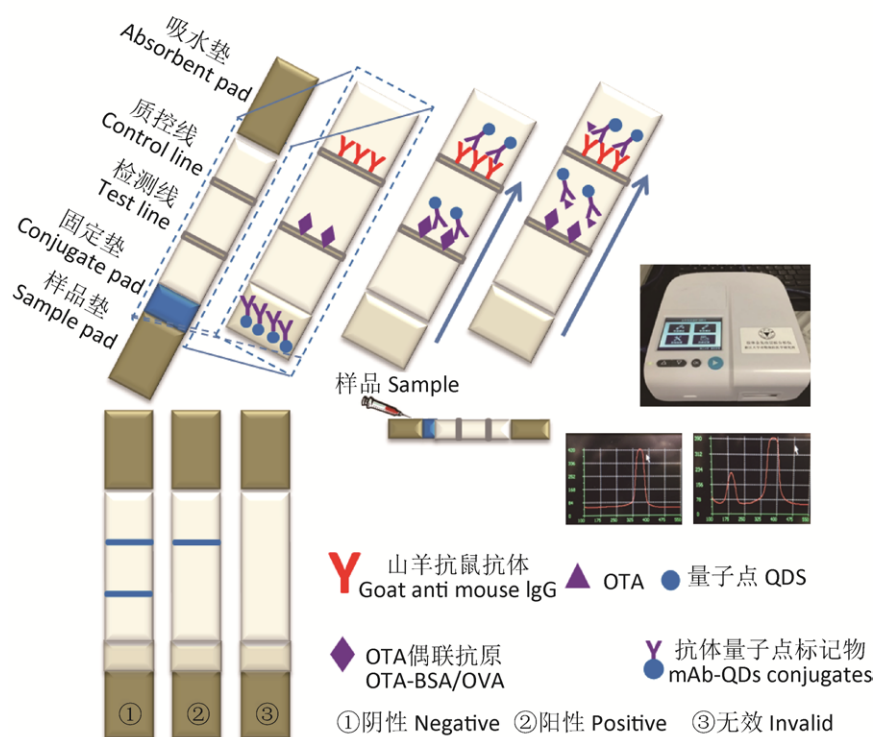 吸水垫
Absorbent pad
质控线
Control line
检测线
Test line
固定垫
Conjugate pad
样品垫
Sample pad
样品 Sample
山羊抗鼠抗体
Goat anti mouse lgG
OTA
量子点 QDS
OTA偶联抗原
OTA-BSA/OVA
抗体量子点标记物
mAb-QDs conjugates
① ② ③
①阴性 Negative ②阳性 Positive ③无效 Invalid